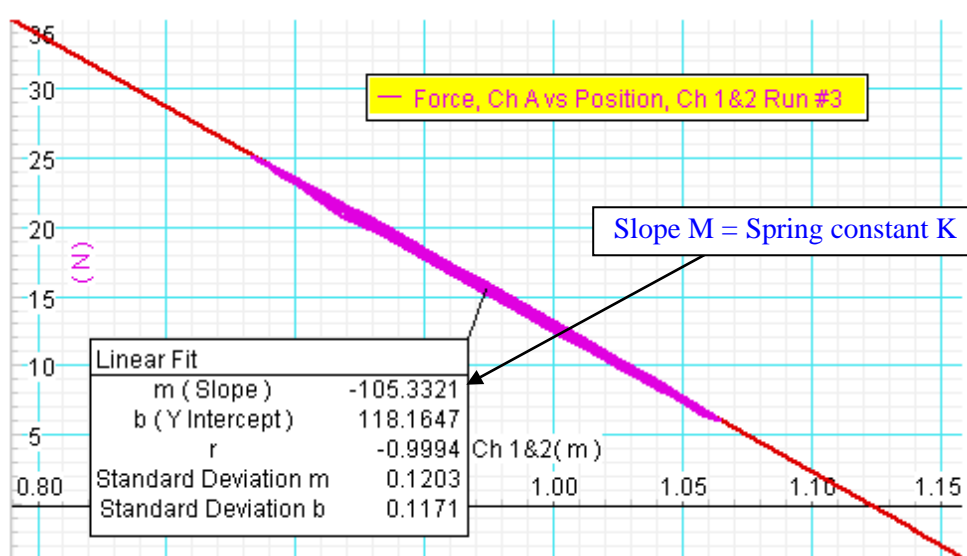 35
30
Force, Ch A vs Position, Ch 1&2 Run #3
25
20
Slope M = Spring constant K
(N)
15
10
Linear Fit
m ( Slope ) -105.3321
b ( Y Intercept ) 118.1647
r -0.9994
Standard Deviation m 0.1203
Standard Deviation b 0.1171
5
Ch 1&2( m )
0.80 1.00 1.05 1.10 1.15